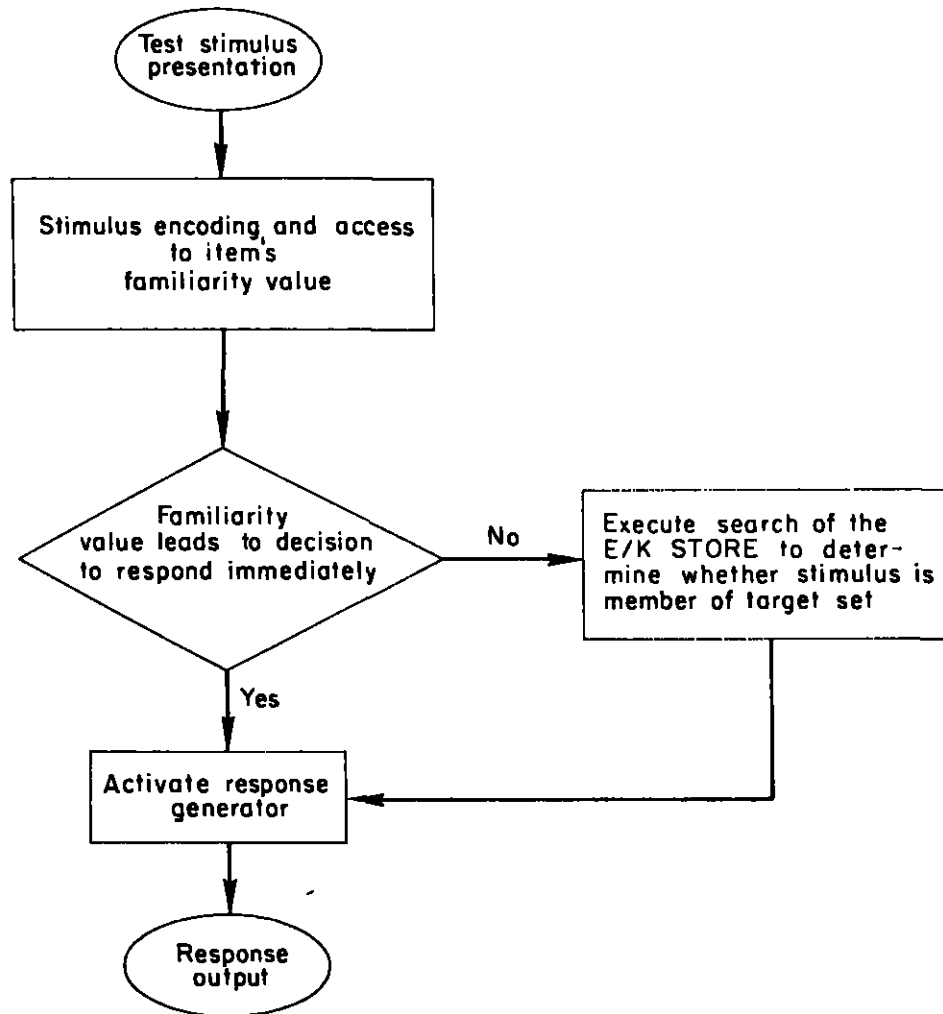 Test stimulus
presentation
Stimulus encoding and access
to item's
familiarity value
Familiarity
value leads to decision
to respond immediately
No
Execute search of the
E/K STORE to deter-
mine whether stimulus is
member of target set
Yes
Activate response
generator
Response
output